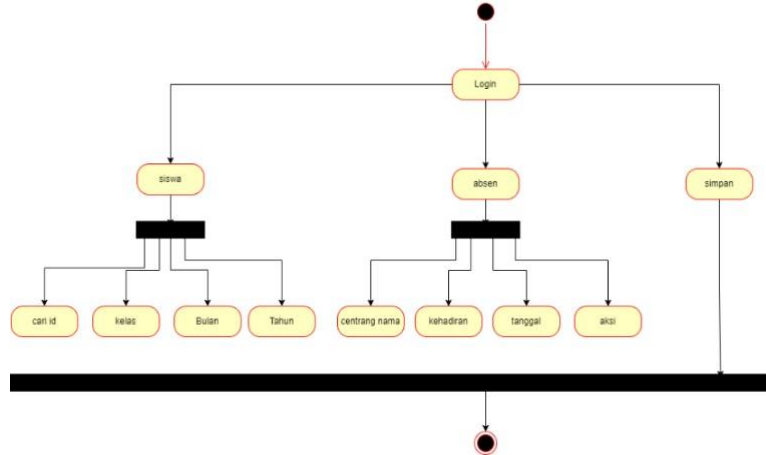 Login
siswa
absen
simpan
cari id
kelas
Bulan
Tahun
centrang nama
kehadiran
tanggal
aksi